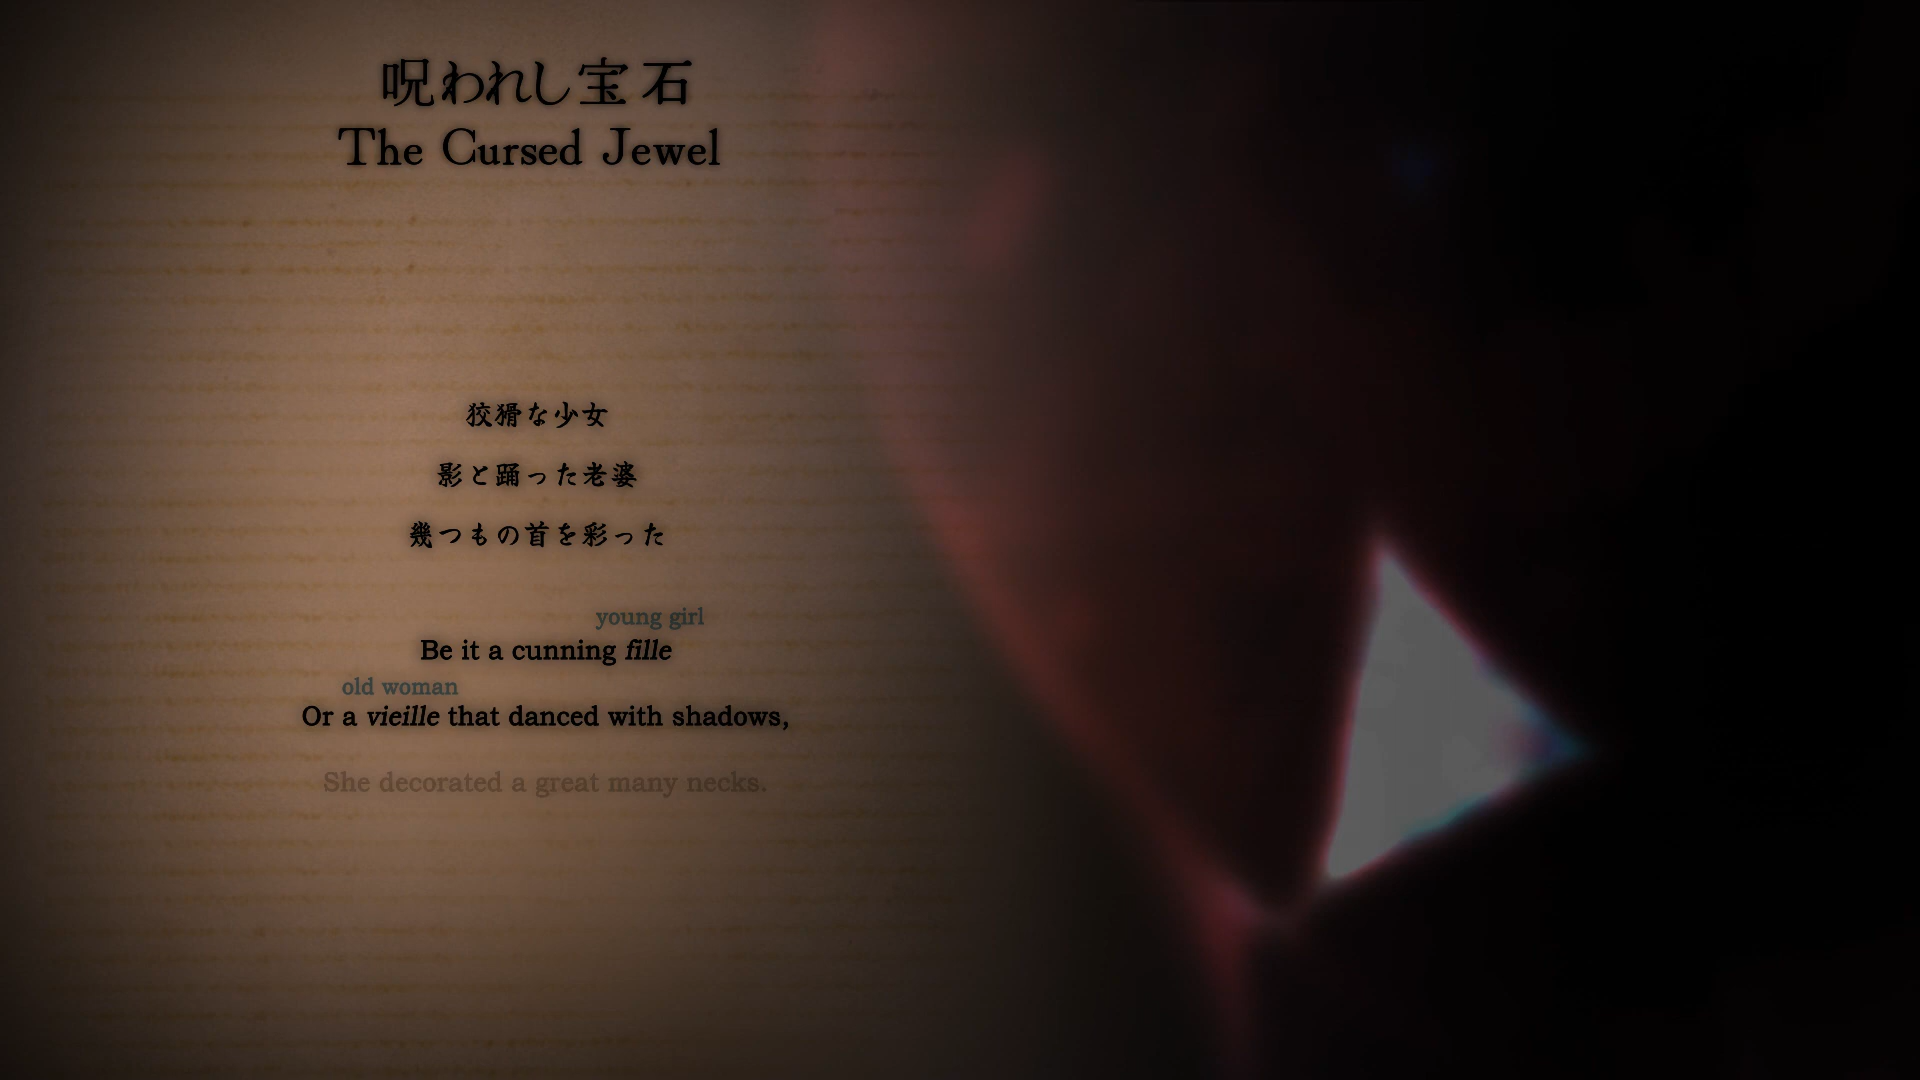 呪われし宝石
The Cursed Jewel
狡猾な少女
影と踊った老婆
幾つもの首を彩った
young girl
Be it a cunning fille
old woman
Or a vieille that danced with shadows,
She decorated a great many necks.